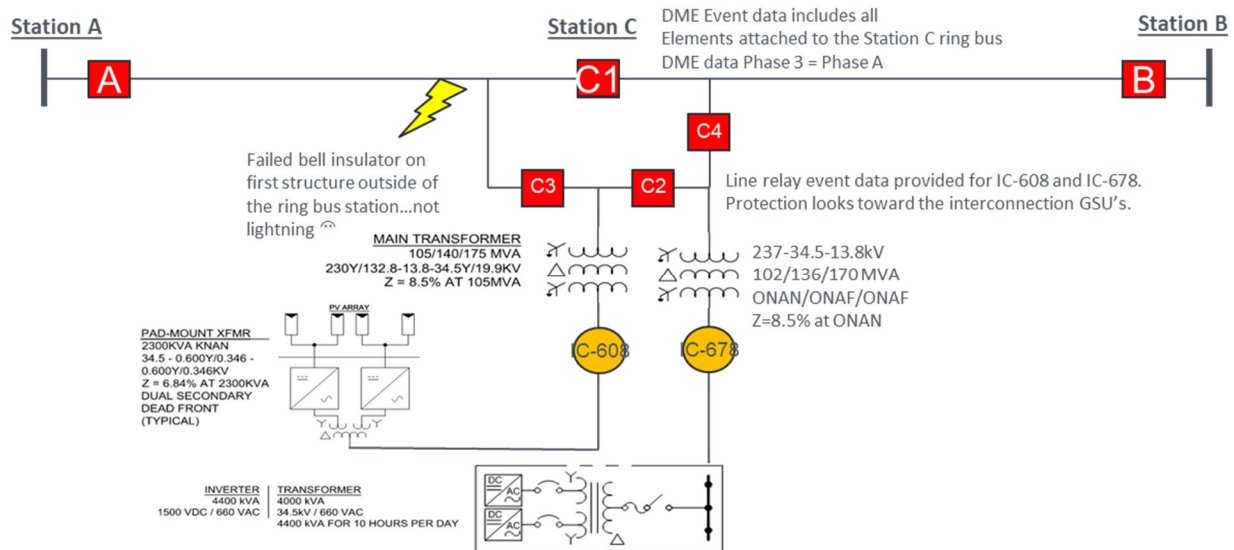 Station A
Station C
DME Event data includes all
Elements attached to the Station C ring bus
DME data Phase 3 = Phase A
Station B
A
C1
B
C4
Failed bell insulator on
first structure outside of
the ring bus station...not
lightning
C3
C2
Line relay event data provided for IC-608 and IC-678.
Protection looks toward the interconnection GSU's.
MAIN TRANSFORMER
105/140/175 MVA
230Y/132.8-13.8-34.5Y/19.9KV
Z = 8.5% AT 105MVA
237-34.5-13.8kV
102/136/170 MVA
ONAN/ONAF/ONAF
Z=8.5% at ONAN
PV ARRAY
PAD-MOUNT XFMR
2300KVA KNAN
34.5 - 0.600Y/0.346 -
0.600Y/0.346KV
Z = 6.84% AT 2300KVA
DUAL SECONDARY
DEAD FRONT
(TYPICAL)
IC-608
IC-678
INVERTER
4400 kVA
1500 VDC / 660 VAC
TRANSFORMER
4000 kVA
34.5kV / 660 VAC
4400 kVA FOR 10 HOURS PER DAY
DC
AC
DC
AC